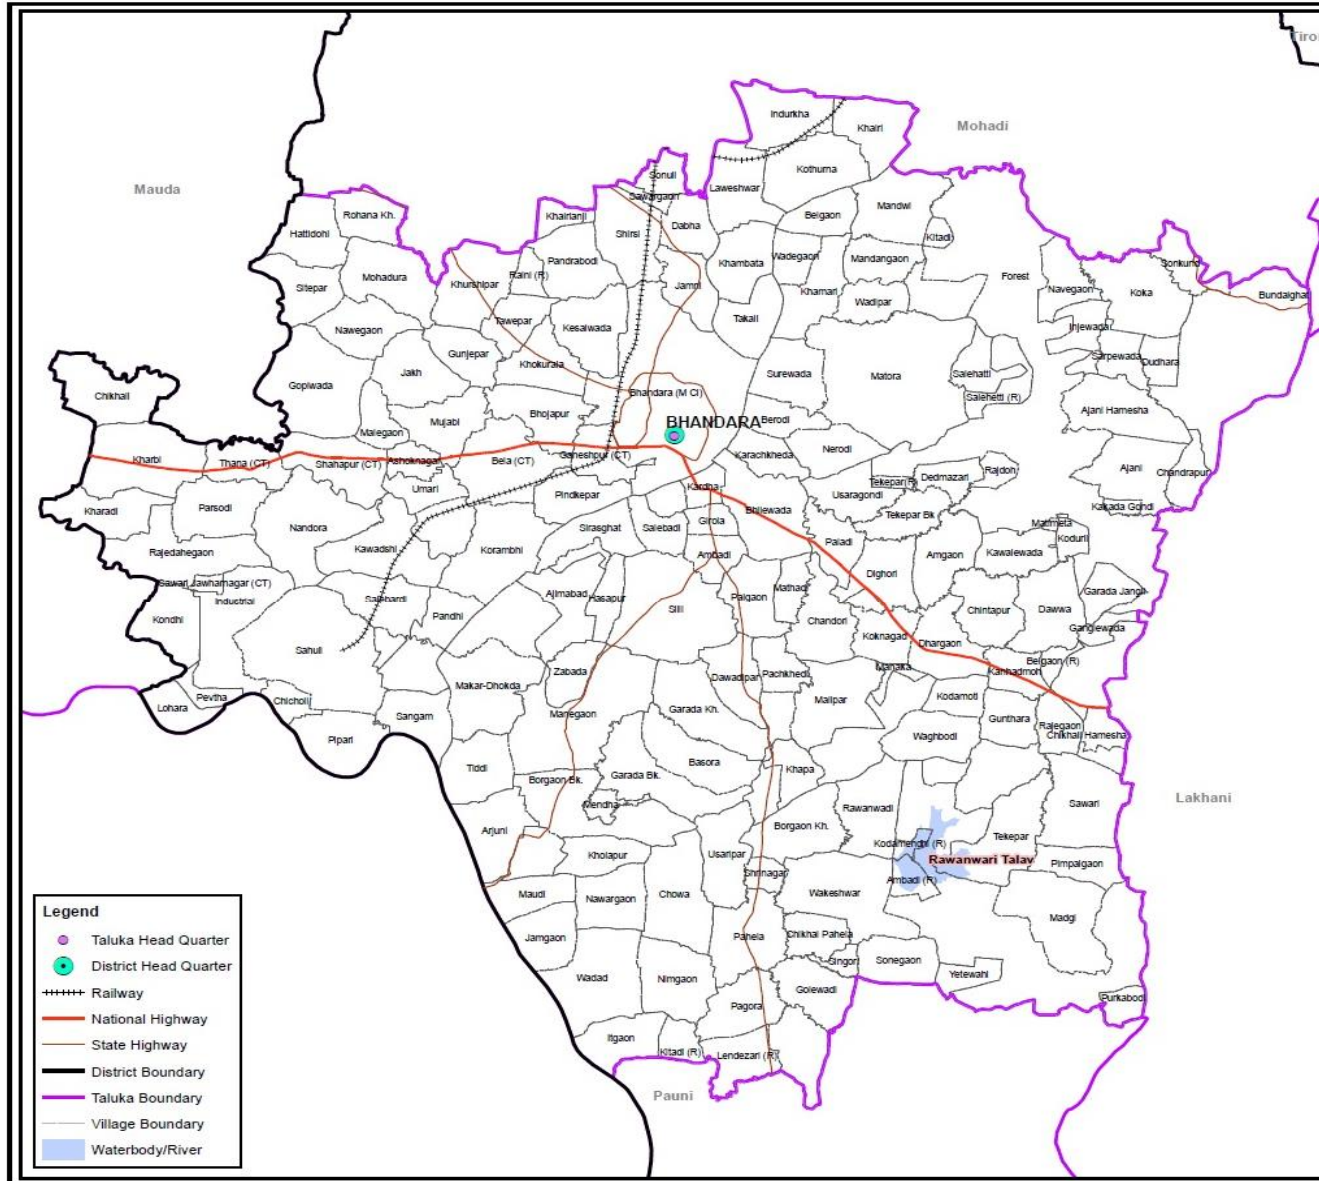 Tiro
Indurkha
Khairi
Mohadi
Kothurna
Sonuli
Mauda
Laweshwar
Sawargaon
Mandwi
Rohana Kh.
Khairlanji
Belgaon
Dabha
Hattidohi
Shirsi
Kitadi
Pandrabodi
Khambata
Wadegaon
Mandangaon
Sonkund
Mohadura
Raini (R)
Forest
Khurshipar
Jamni
Sitepar
Navegaon
Koka
Bundaighat
Khamari
Wadipar
Tawepar
Takali
Nawegaon
Kesalwada
Injewada
Gunjepar
Sarpewada
Dudhara
Khokurala
Jakh
Surewada
Matora
Salehatti
Gopiwada
Bhandara (M Cl)
Chikhali
Salehetti (R)
Ajani Hamesha
Bhojapur
BHANDARA
Berodi
Mujabi
Malegaon
Nerodi
Karachkheda
Ganeshpur (CT)
Kharbi
Thana (CT)
Shahapur (CT)
Ashoknagar
Bela (CT)
Ajani
Rajdoh
Chandrapur
Dedmazari
Tekepar(R)
Kardha
Umari
Pindkepar
Usaragondi
Parsodi
Kharadi
Bhilewada
Kakada Gondi
Tekepar Bk
Nandora
Sirasghat
Salebadi
Girola
Matimeta
Kodurli
Paladi
Rajedahegaon
Kawadshi
Korambhi
Ambadi
Amgaon
Kawalewada
Dighori
Sawari Jawharnagar (CT)
Mathadi
Garada Jangli
Industrial
Salehardi
Ajimabad
Hasapur
Palgaon
Silli
Chintapur
Dawwa
Kondhi
Pandhi
Chandori
Ganglewada
Koknagad
Dhargaon
Sahuli
Belgaon (R)
Zabada
Dawadipar
Pachkhedi
Mahaka
Kanhadmoh
Makar-Dhokda
Pevtha
Chicholi
Kodamoti
Malipar
Lohara
Garada Kh.
Sangam
Manegaon
Gunthara
Rajegaon
Pipari
Waghbodi
Chikhali Hamesha
Basora
Tiddi
Khapa
Borgaon Bk.
Garada Bk.
Lakhani
Mendha
Rawanwadi
Sawari
Borgaon Kh.
Arjuni
Tekepar
Kodamendhi (R)
Kholapur
Usaripar
Rawanwari Talav
Pimpalgaon
Shrinagar
Ambadi (R)
Maudi
Nawargaon
Chowa
Wakeshwar
Legend
Madgi
Taluka Head Quarter
Jamgaon
Pahela
Chikhal Pahela
District Head Quarter
Singori
Sonegaon
Yetewahi
Railway
Wadad
Nimgaon
Golewadi
Purkabodi
National Highway
Pagora
State Highway
Itgaon
Kitadi (R)
Lendezari (R)
District Boundary
Taluka Boundary
Pauni
Village Boundary
Waterbody/River